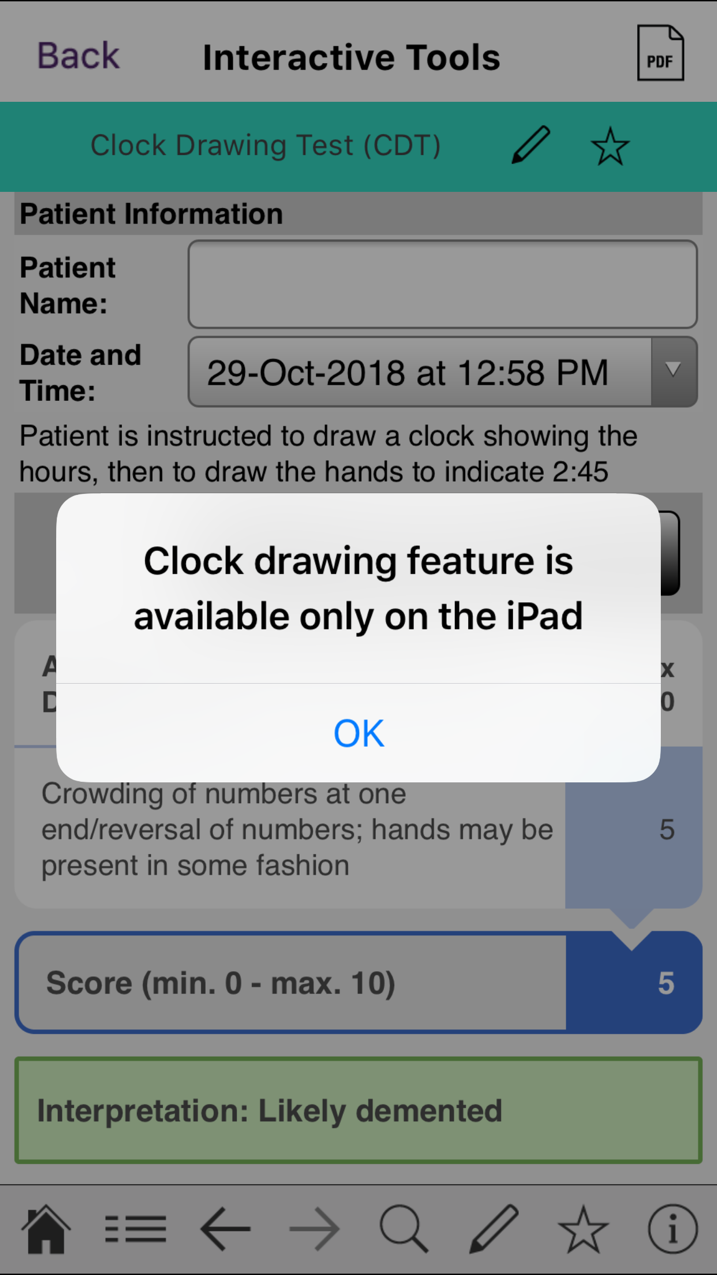 Back
Interactive Tools
PDF
Clock Drawing Test (CDT)
Patient Information
Patient
Name:
Date and
Time:
29-Oct-2018 at 12:58 PM
Patient is instructed to draw a clock showing the
hours, then to draw the hands to indicate 2:45
Clock drawing feature is
available only on the iPad
OK
Crowding of numbers at one
end/reversal of numbers; hands may be
present in some fashion
5
Score (min. 0 - max. 10)
5
Interpretation: Likely demented